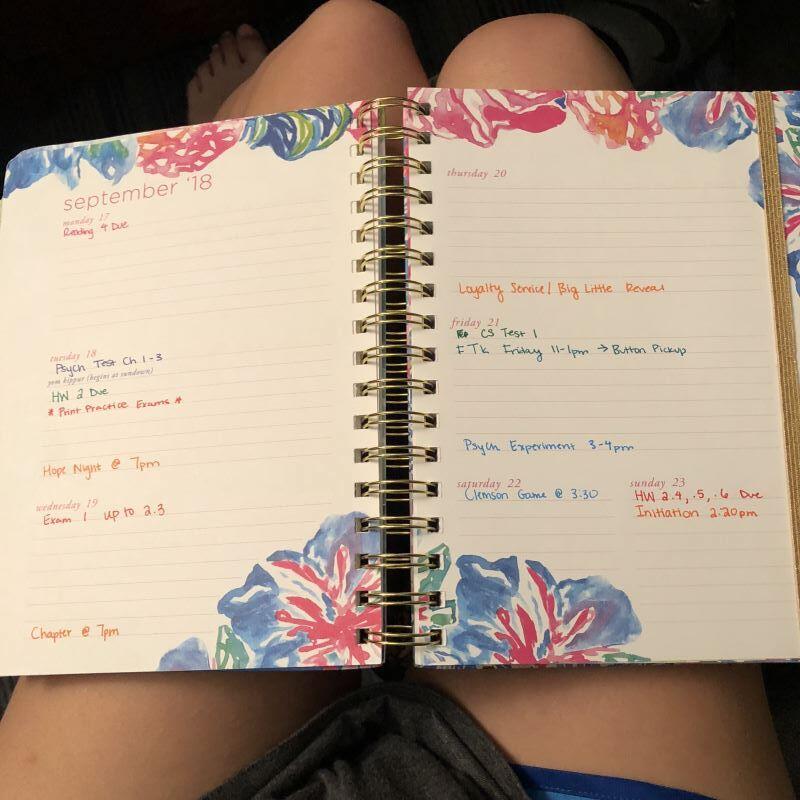 september '18
monday 17
Reading 4 Due
tuesday 18
Psych Test Ch 1-3
yom kippur (begins at sundown)
HW 2 Due
* Print Practice Exams *
Hope Night @ 7pm
wednesday 19
Exam 1 up to 2.3
Chapter @ 7pm
thursday 20
Loyalty Service/ Big Little Reveal
friday 21
CS Test 1
FTK Friday 11-1pm → Button Pickup
Psych Experiment 3-4pm
saturday 22
Clemson Game @ 3:30
sunday 23
HW 2.4, .5, .6 Due
Initiation 2:20pm